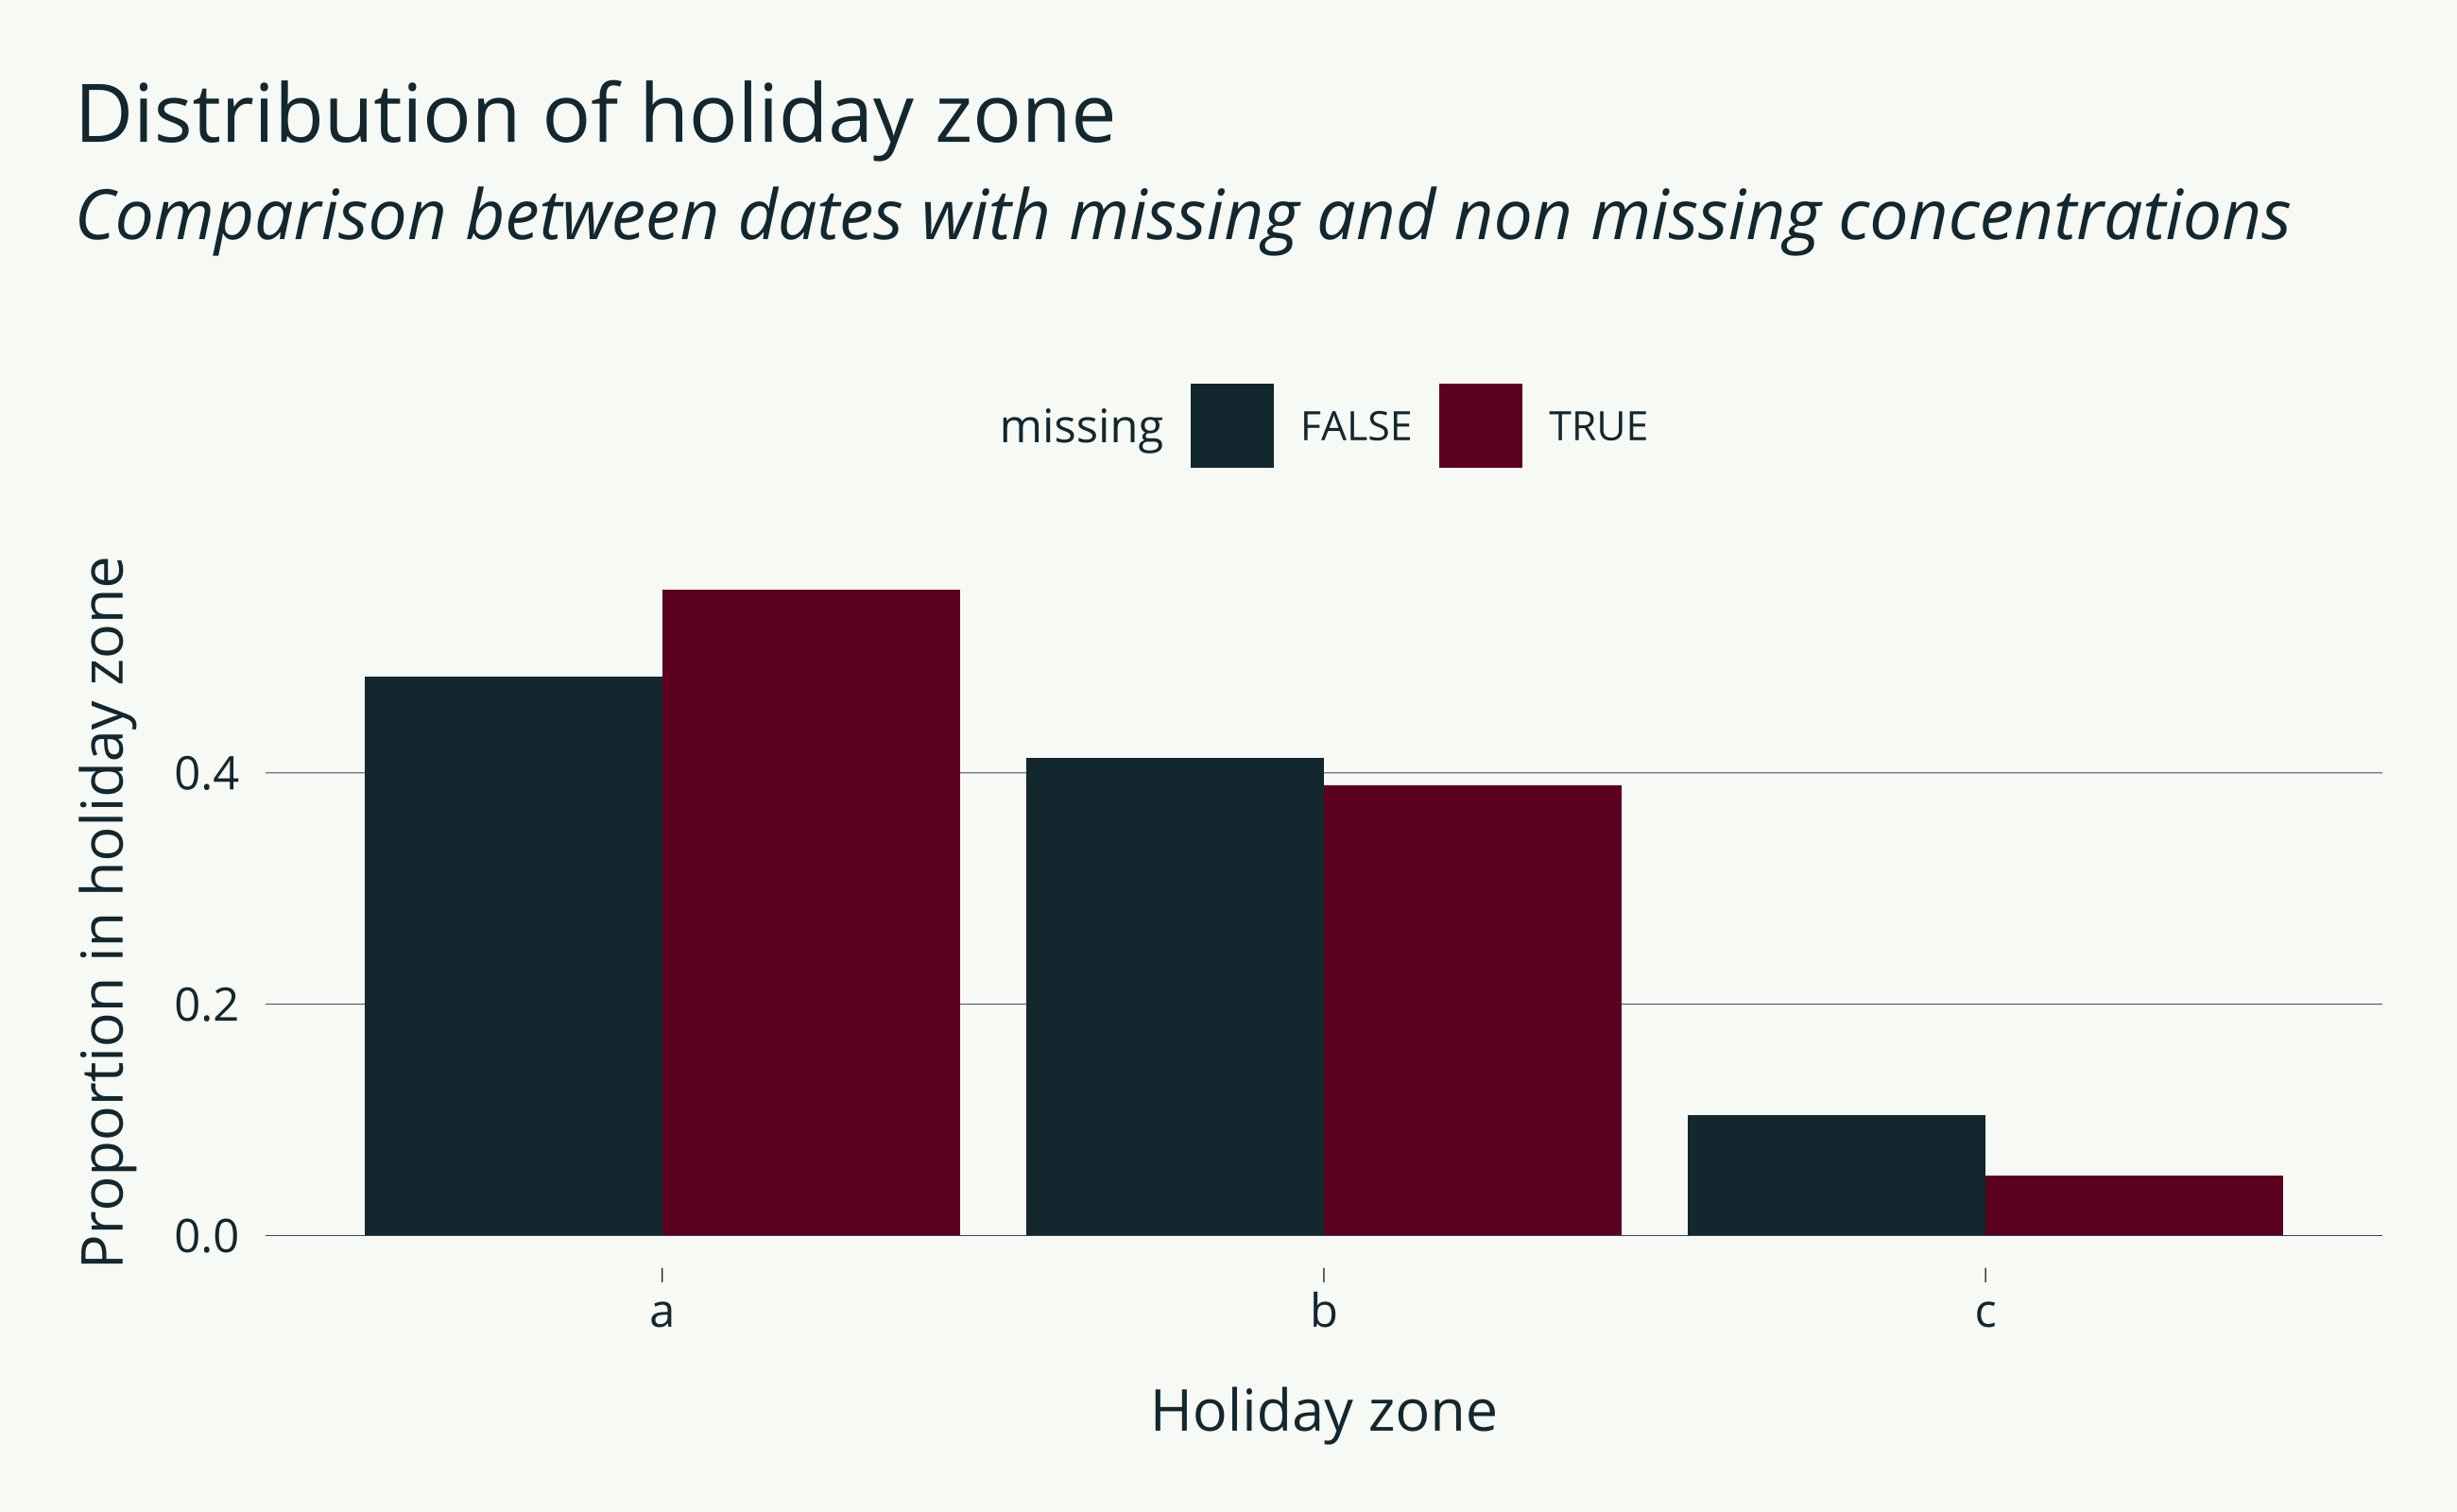 Distribution of holiday zone
Comparison between dates with missing and non missing concentrations
missing FALSE TRUE
Proportion in holiday zone
0.4
0.2
0.0
a b c
Holiday zone